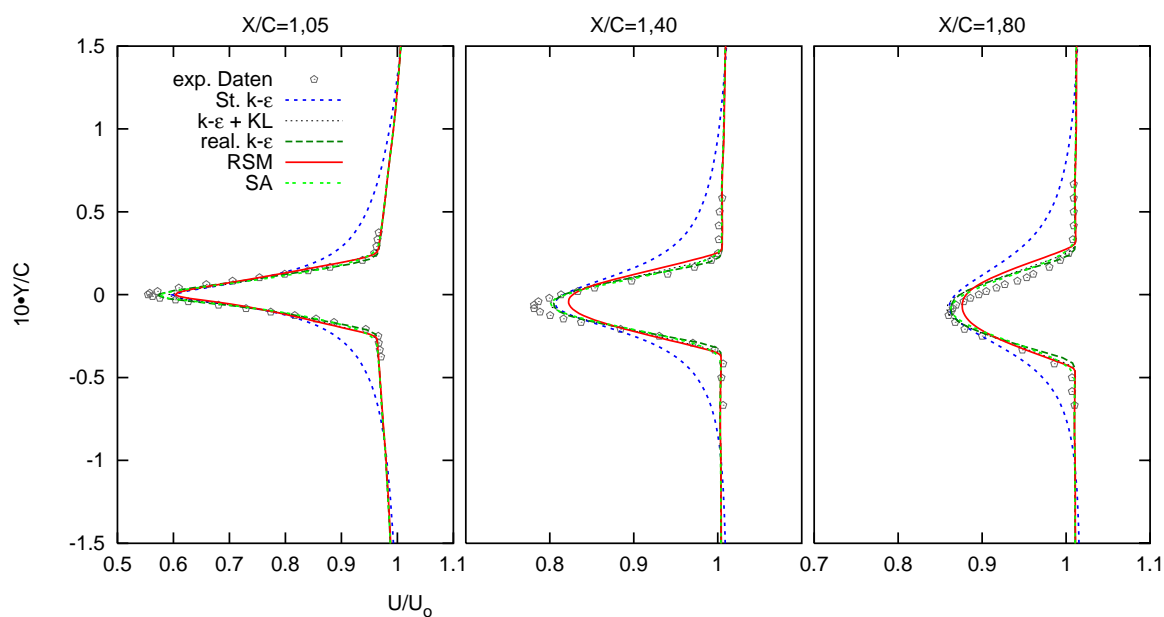 X/C=1,05 X/C=1,40 X/C=1,80
1.5
exp. Daten
St. k-ε
1
k-ε + KL
real. k-ε
RSM
0.5
SA
0
10•Y/C
-0.5
-1
-1.5
0.5 0.6 0.7 0.8 0.9 1 1.1 0.8 0.9 1 0.7 0.8 0.9 1 1.1
U/Uo